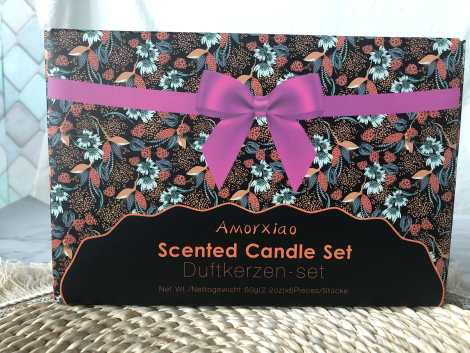 AmorXiao
Scented Candle Set
Duftkerzen-set
Net Wt./Nettogewicht 60g(2.2oz)x6Pieces/Stücke